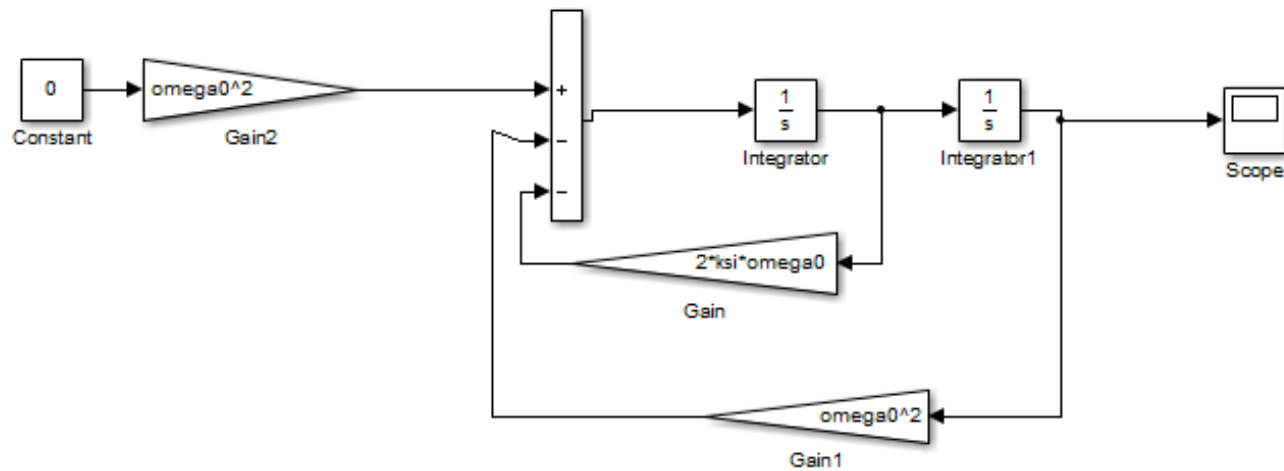 0
Constant
omega0^2
Gain2
+
−
−
1
s
Integrator
1
s
Integrator1
Scope
2*ksi*omega0
Gain
omega0^2
Gain1